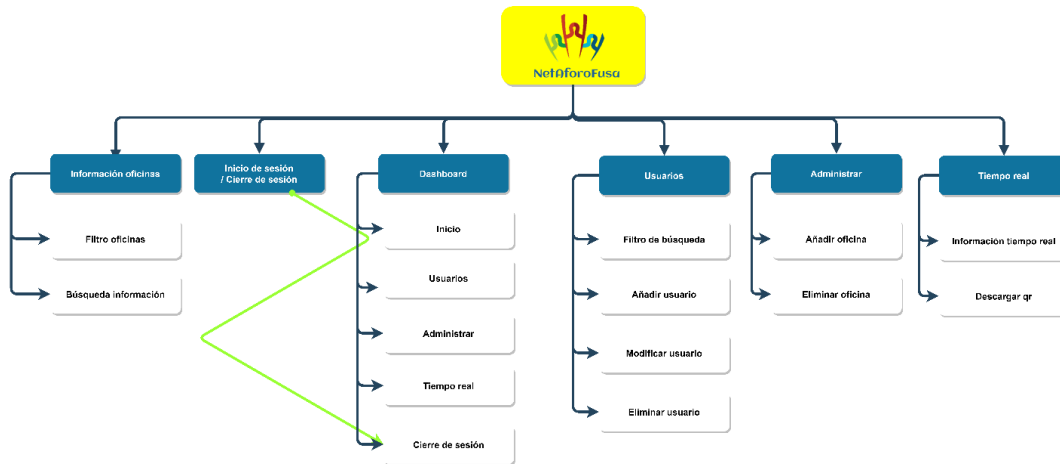 NetAforoFusa
Información oficinas
Inicio de sesión
/ Cierre de sesión
Dashboard
Usuarios
Administrar
Tiempo real
Filtro oficinas
Búsqueda información
Inicio
Usuarios
Administrar
Tiempo real
Cierre de sesión
Filtro de búsqueda
Añadir usuario
Modificar usuario
Eliminar usuario
Añadir oficina
Eliminar oficina
Información tiempo real
Descargar qr